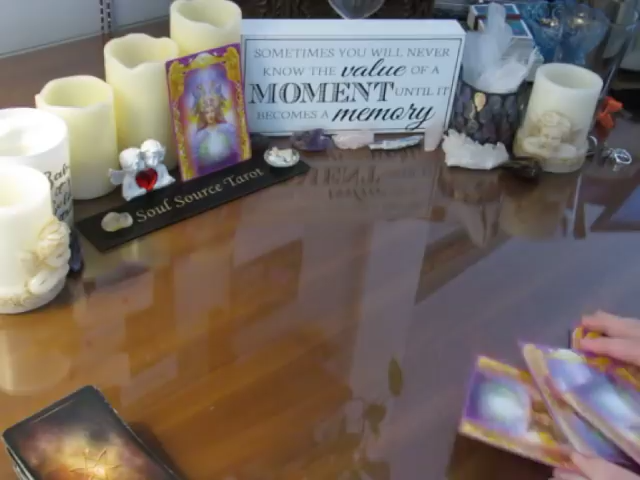 SOMETIMES YOU WILL NEVER
KNOW THE value OF A
MOMENT UNTIL IT
BECOMES A memory
Soul Source Tarot